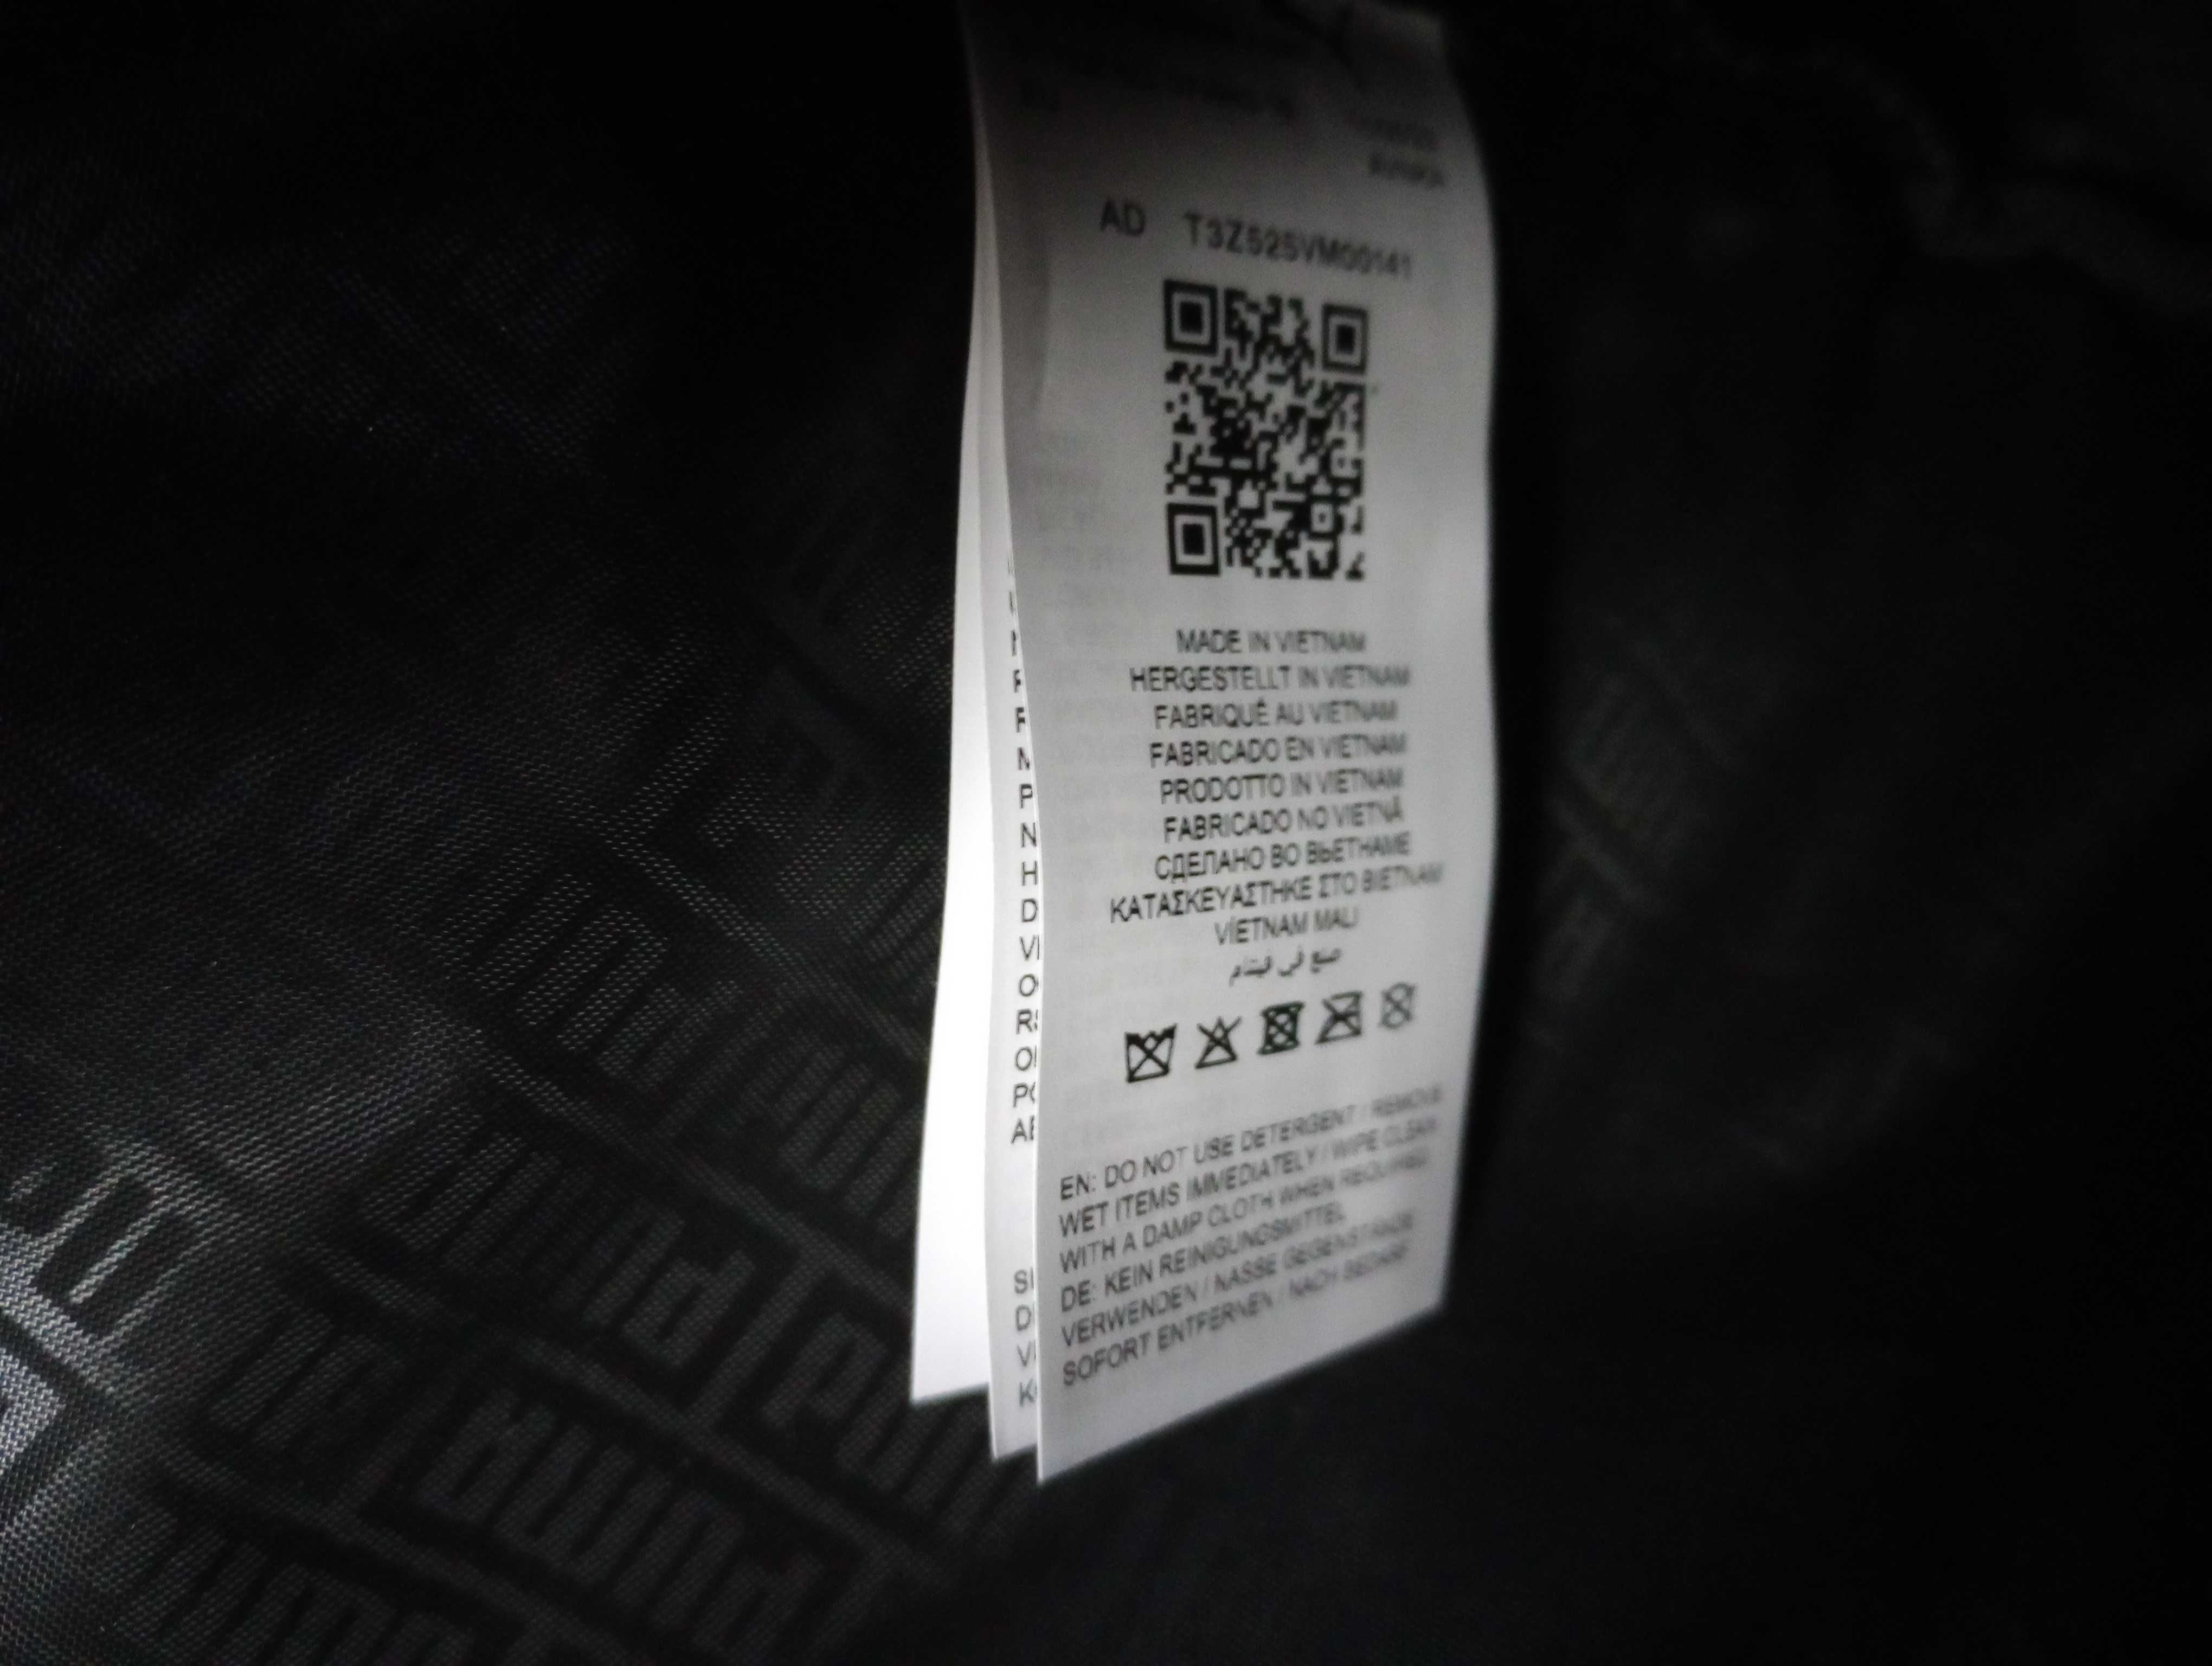 AD T3Z525VM00141
MADE IN VIETNAM
HERGESTELLT IN VIETNAM
FABRIQUÉ AU VIETNAM
FABRICADO EN VIETNAM
PRODOTTO IN VIETNAM
FABRICADO NO VIETNÃ
СДЕЛАНО ВО ВЬЕТНАМЕ
ΚΑΤΑΣΚΕΥΑΣΤΗΚΕ ΣΤΟ ΒΙΕΤΝΑΜ
VİETNAM MALI
صنع في فيتنام
EN: DO NOT USE DETERGENT / REMOVE
WET ITEMS IMMEDIATELY / WIPE CLEAN
WITH A DAMP CLOTH WHEN REQUIRED
DE: KEIN REINIGUNGSMITTEL
VERWENDEN / NASSE GEGENSTÄNDE
SOFORT ENTFERNEN / NACH BEDARF
PUMA
PUMA